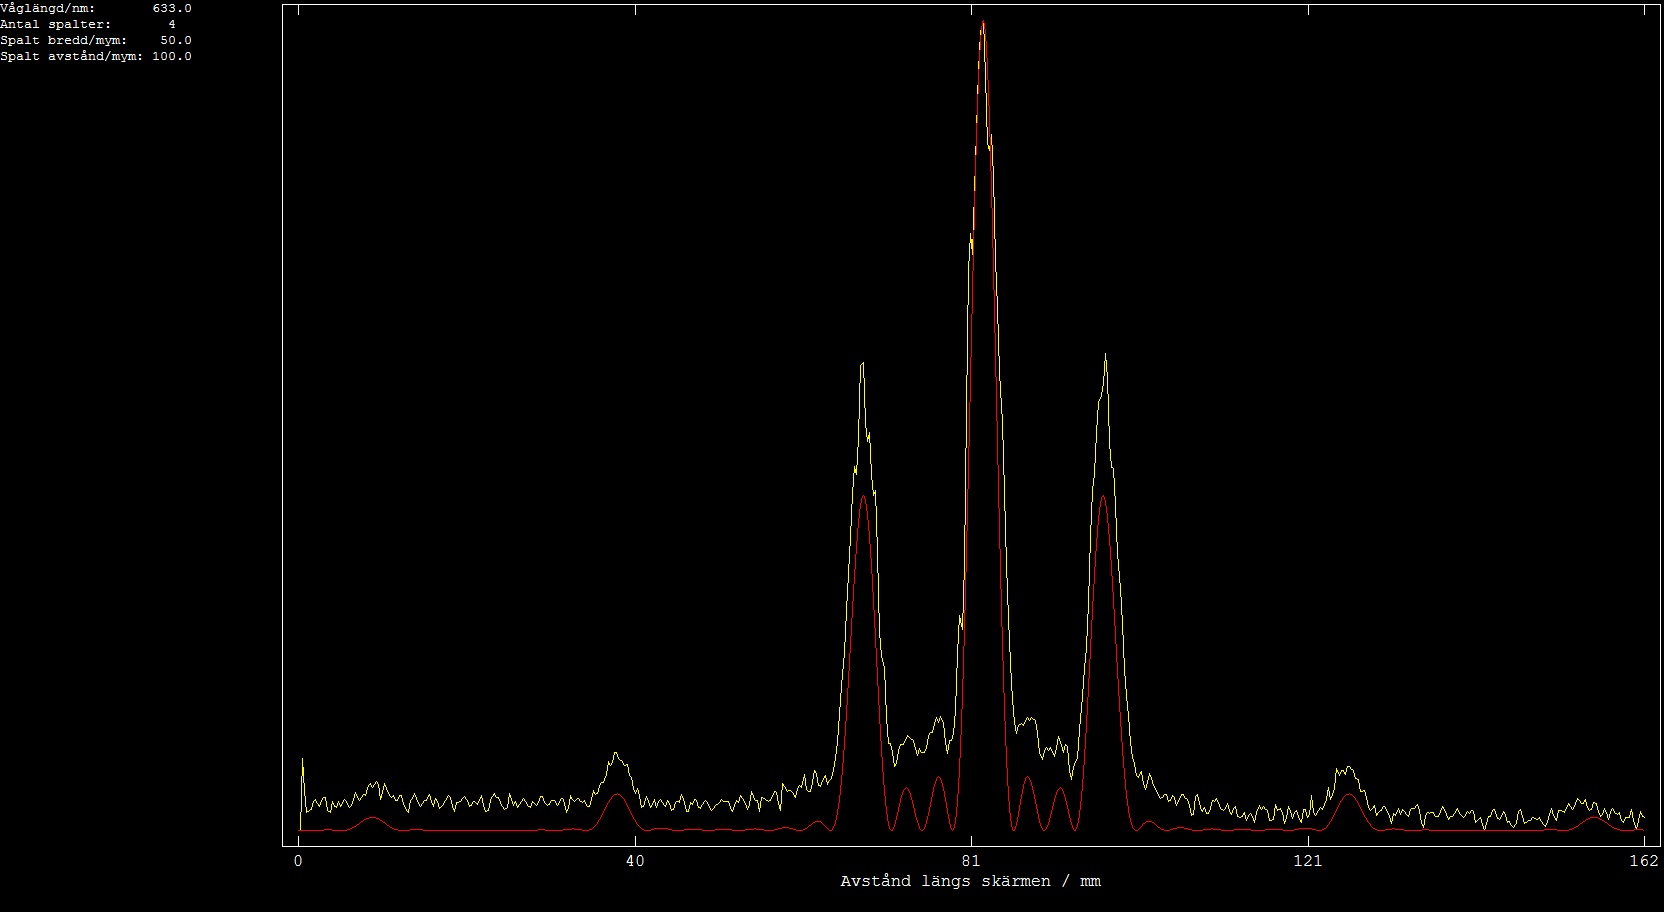 Våglängd/nm: 633.0
Antal spalter: 4
Spalt bredd/mym: 50.0
Spalt avstånd/mym: 100.0
0 40 81 121 162
Avstånd längs skärmen / mm